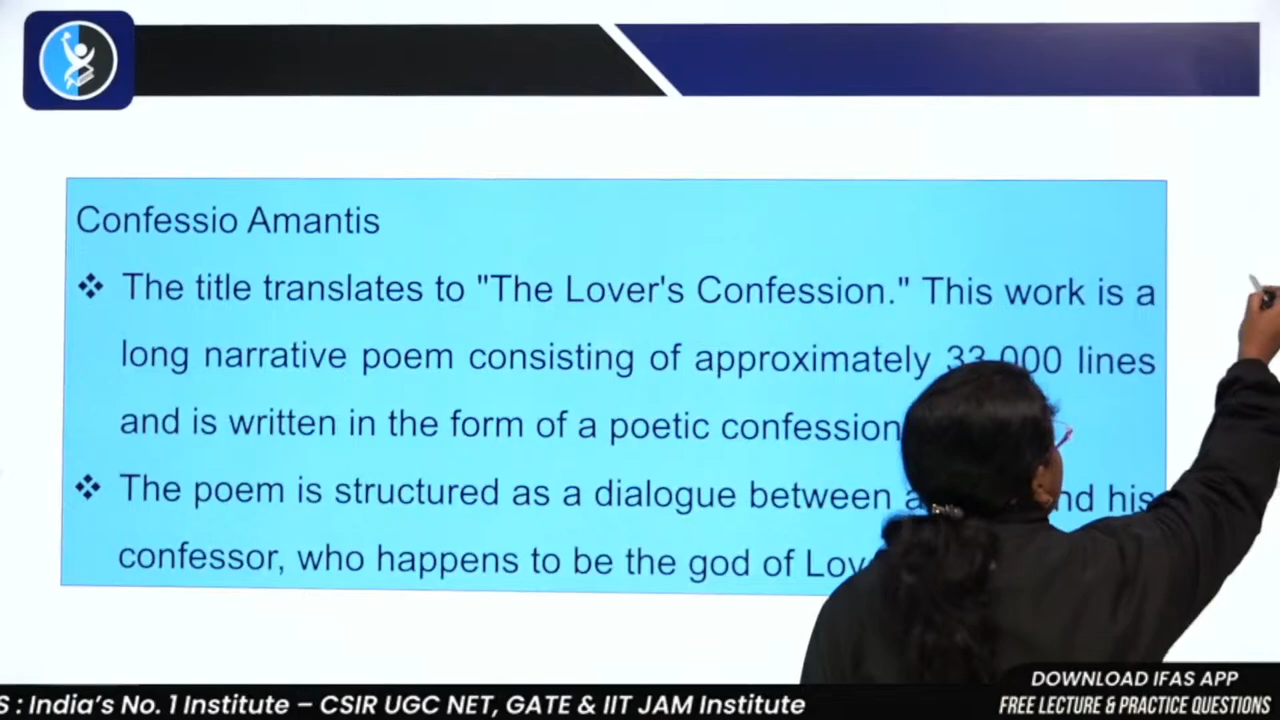 Confessio Amantis
❖ The title translates to "The Lover's Confession." This work is a
long narrative poem consisting of approximately 33,000 lines
and is written in the form of a poetic confession
❖ The poem is structured as a dialogue between and his
confessor, who happens to be the god of
DOWNLOAD IFAS APP
S : India's No. 1 Institute – CSIR UGC NET, GATE & IIT JAM Institute
FREE LECTURE & PRACTICE QUESTIONS